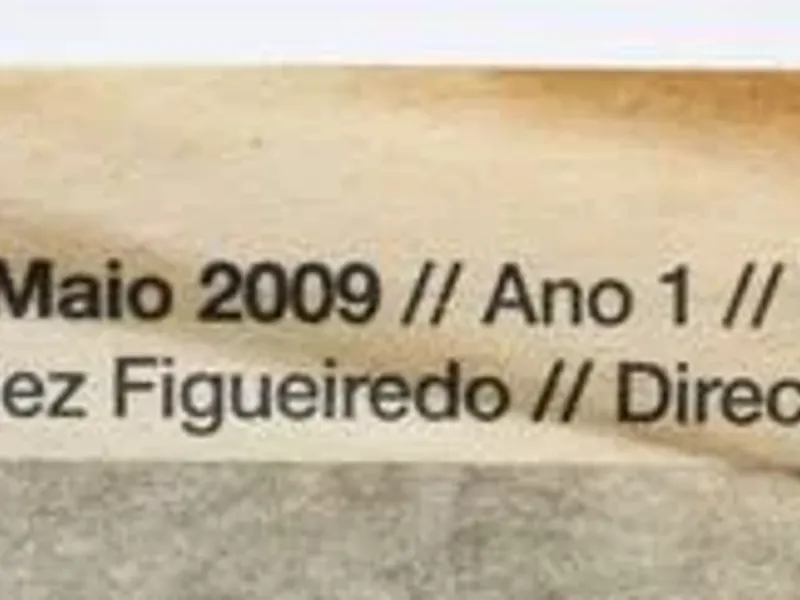 Maio 2009 // Ano 1 //
ez Figueiredo // Direc